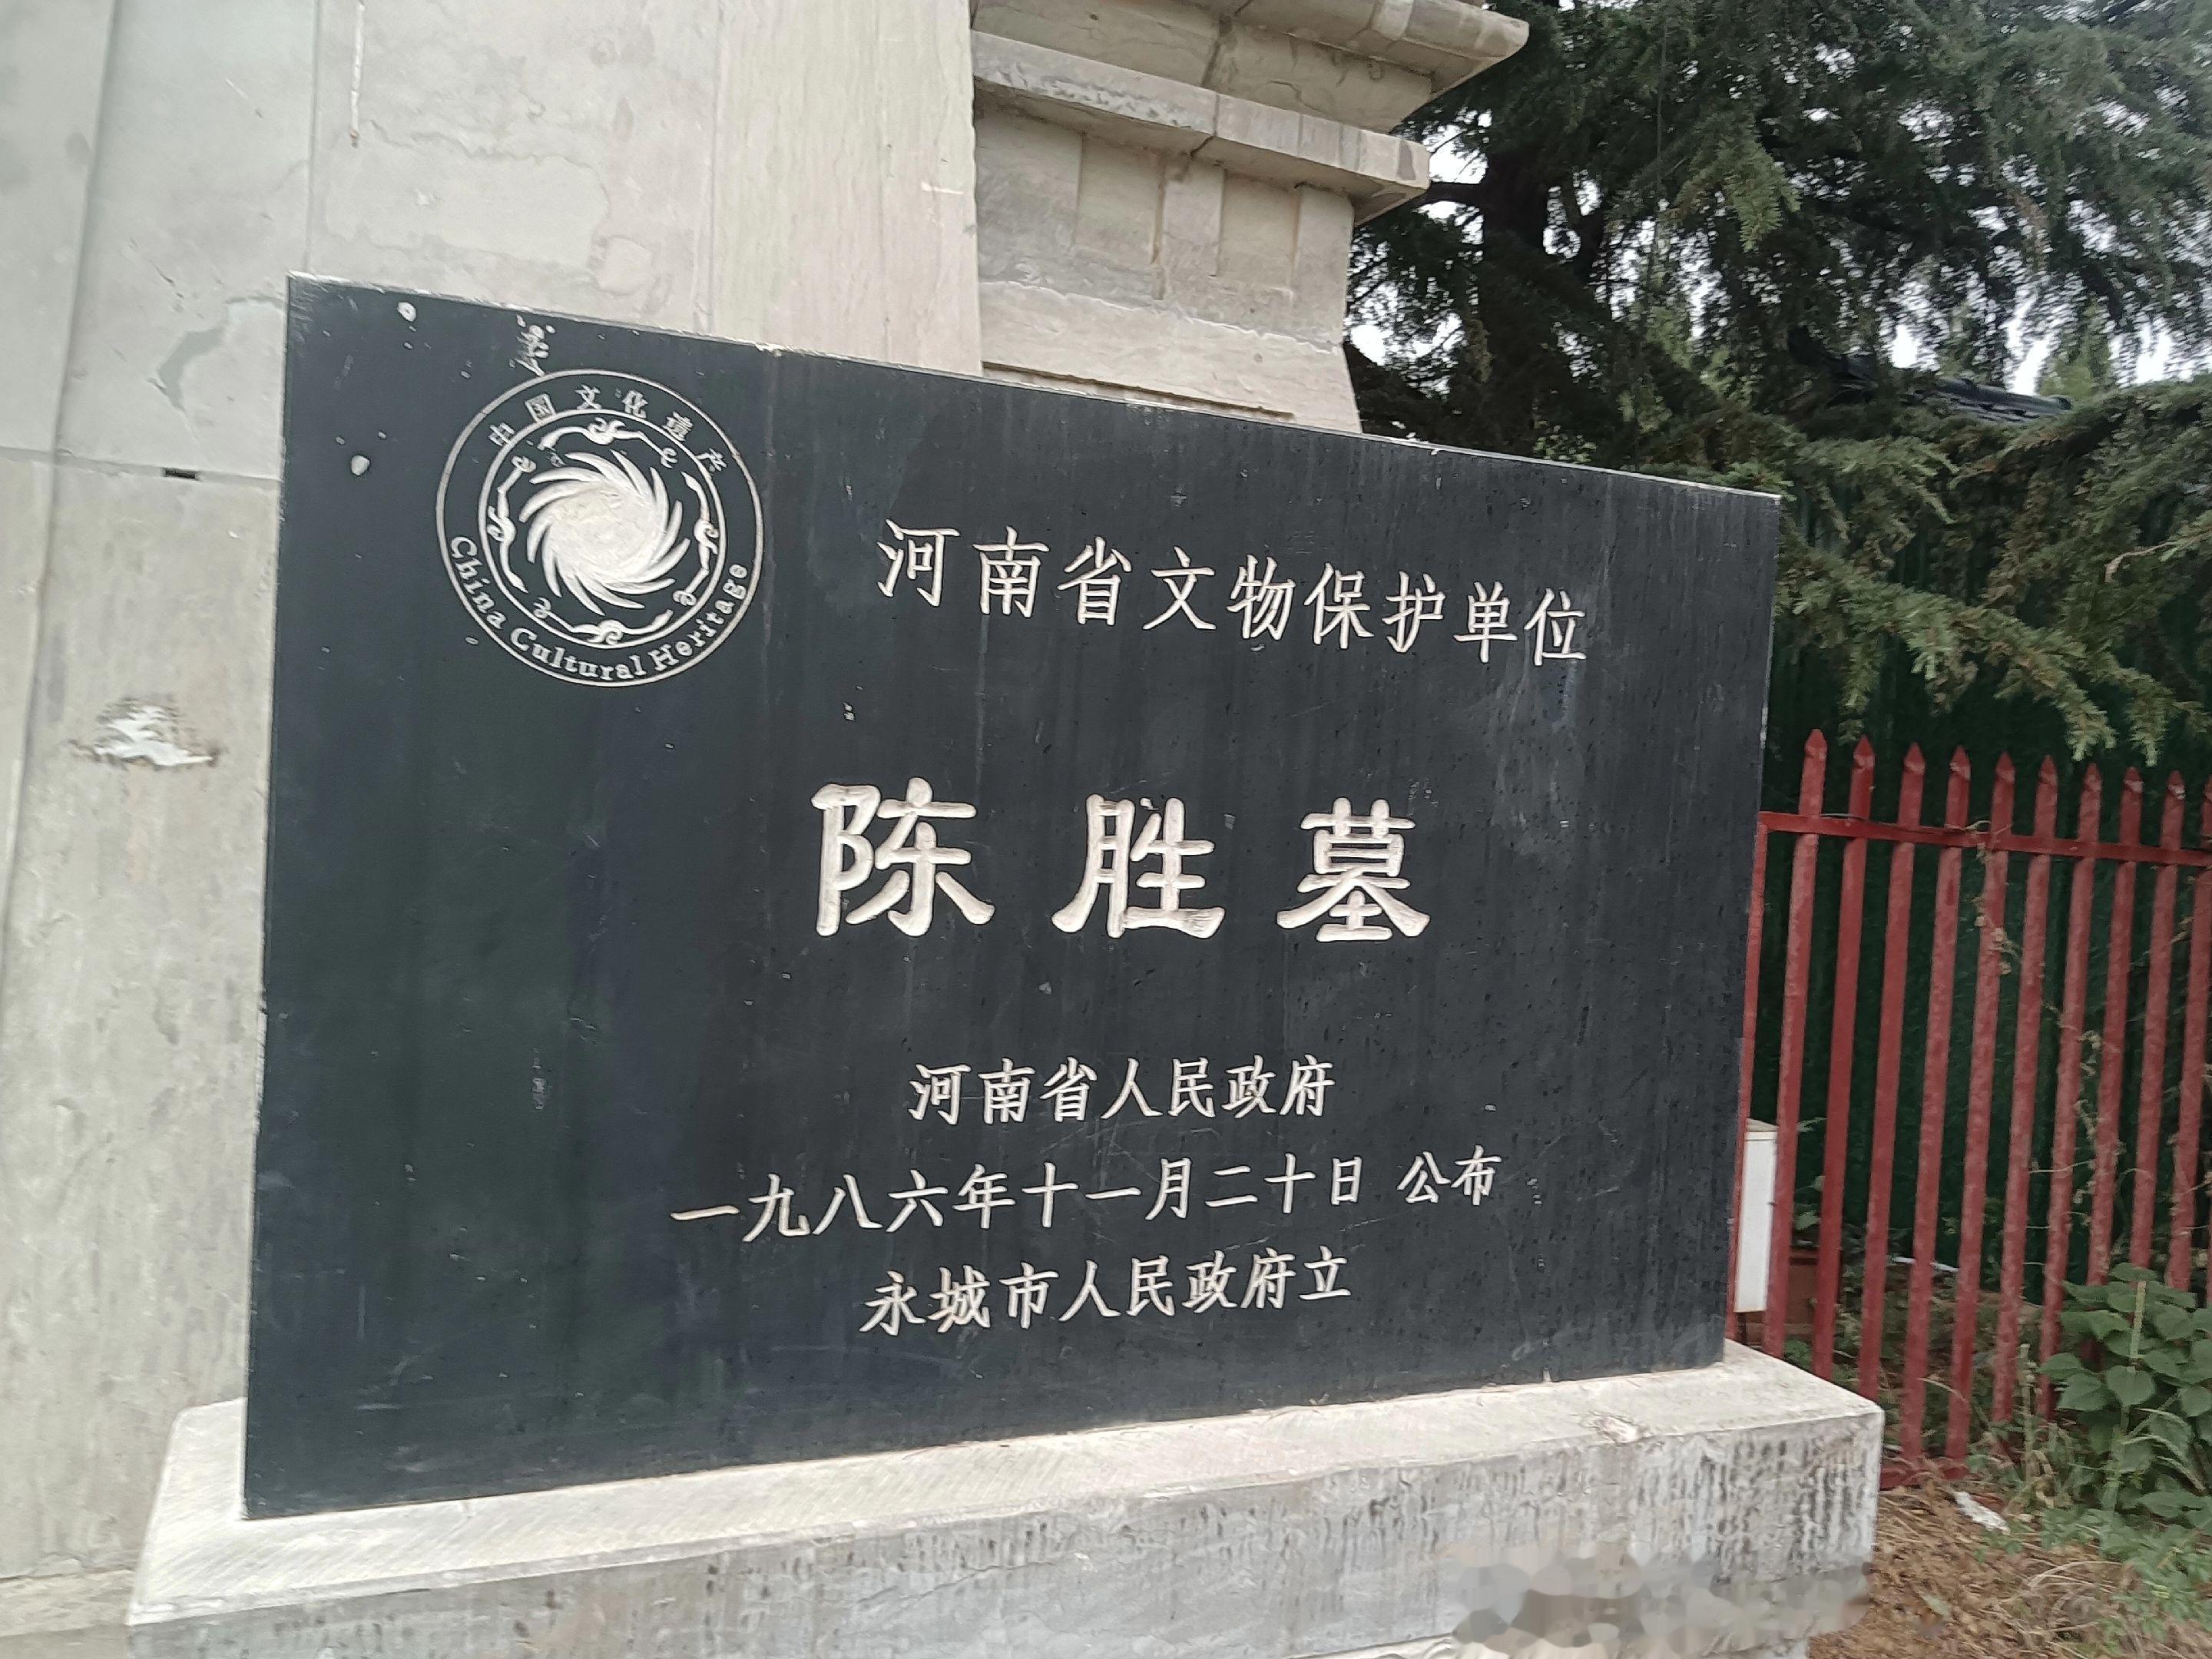 中国文化遗产
China Cultural Heritage
河南省文物保护单位
陈胜墓
河南省人民政府
一九八六年十一月二十日 公布
永城市人民政府立